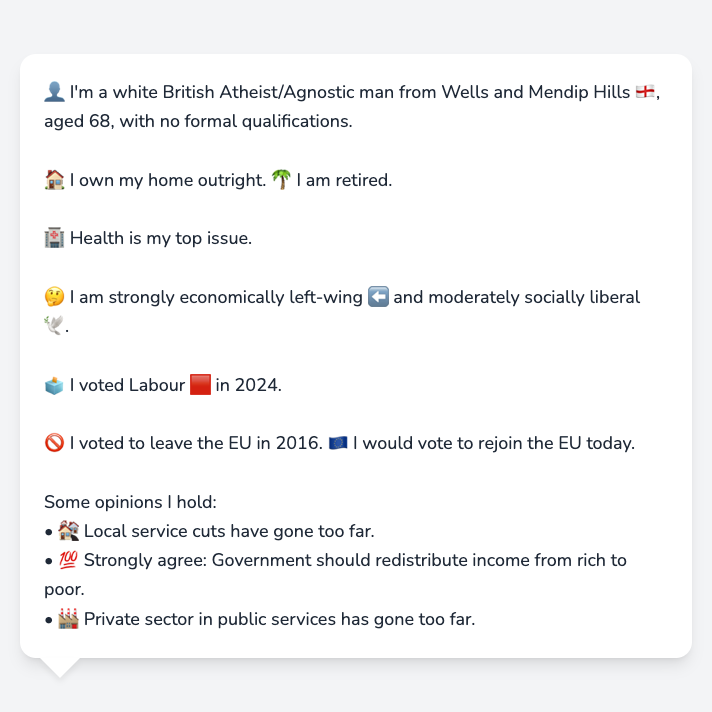 👤 I'm a white British Atheist/Agnostic man from Wells and Mendip Hills 🏴󠁧󠁢󠁥󠁮󠁧󠁿,
aged 68, with no formal qualifications.
🏠 I own my home outright. 🌴 I am retired.
🏥 Health is my top issue.
🤔 I am strongly economically left-wing ⬅️ and moderately socially liberal
🕊️.
🗳️ I voted Labour 🟥 in 2024.
🚫 I voted to leave the EU in 2016. 🇪🇺 I would vote to rejoin the EU today.
Some opinions I hold:
• 🏚️ Local service cuts have gone too far.
• 💯 Strongly agree: Government should redistribute income from rich to
poor.
• 🏭 Private sector in public services has gone too far.